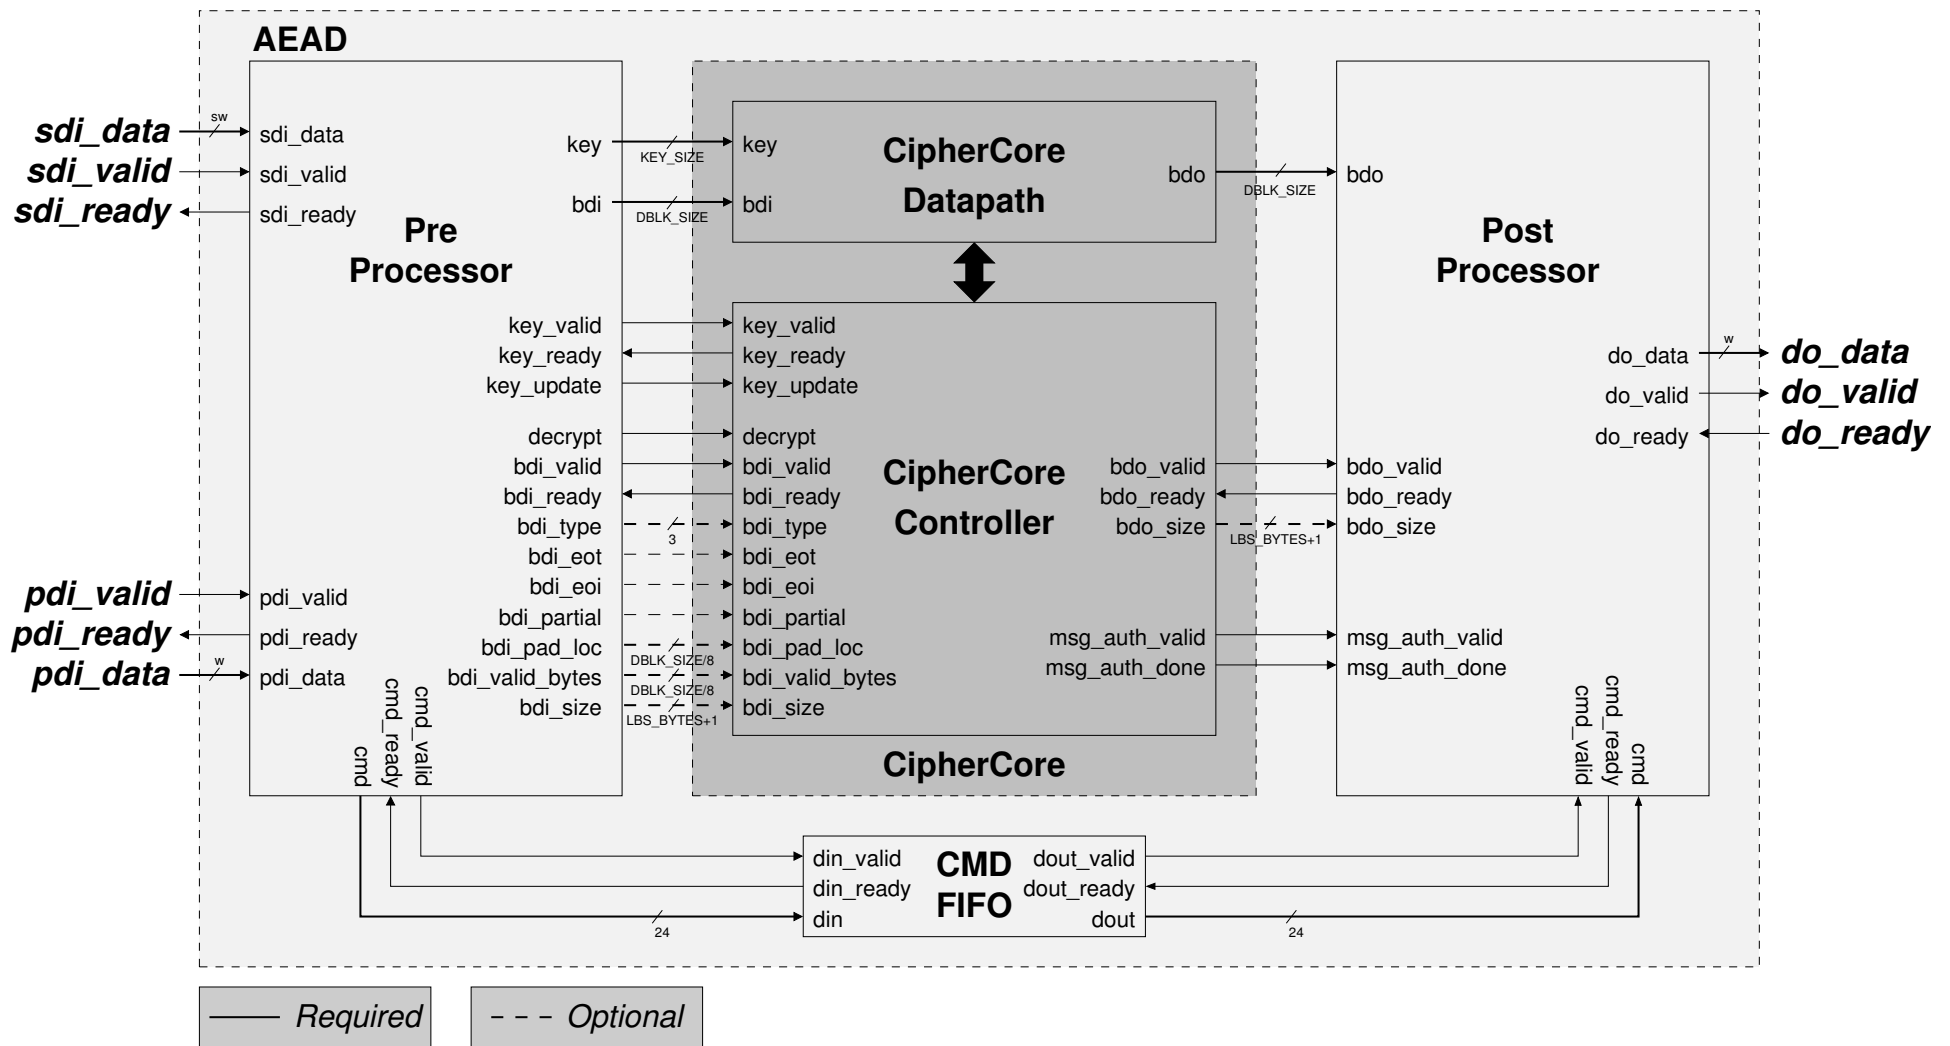 AEAD
sdi_data
sdi_valid
sdi_ready
pdi_valid
pdi_ready
pdi_data
sw
w
sdi_data
sdi_valid
sdi_ready
Pre
Processor
pdi_valid
pdi_ready
pdi_data
key
bdi
key_valid
key_ready
key_update
decrypt
bdi_valid
bdi_ready
bdi_type
bdi_eot
bdi_eoi
bdi_partial
bdi_pad_loc
bdi_valid_bytes
bdi_size
cmd
cmd_ready
cmd_valid
KEY_SIZE
DBLK_SIZE
3
DBLK_SIZE/8
DBLK_SIZE/8
LBS_BYTES+1
key
bdi
CipherCore
Datapath
bdo
key_valid
key_ready
key_update
decrypt
bdi_valid
bdi_ready
bdi_type
bdi_eot
bdi_eoi
bdi_partial
bdi_pad_loc
bdi_valid_bytes
bdi_size
CipherCore
Controller
bdo_valid
bdo_ready
bdo_size
msg_auth_valid
msg_auth_done
CipherCore
DBLK_SIZE
LBS_BYTES+1
bdo
Post
Processor
bdo_valid
bdo_ready
bdo_size
msg_auth_valid
msg_auth_done
do_data
do_valid
do_ready
cmd_valid
cmd_ready
cmd
w
do_data
do_valid
do_ready
din_valid
din_ready
din
CMD
FIFO
dout_valid
dout_ready
dout
24
24
Required
Optional